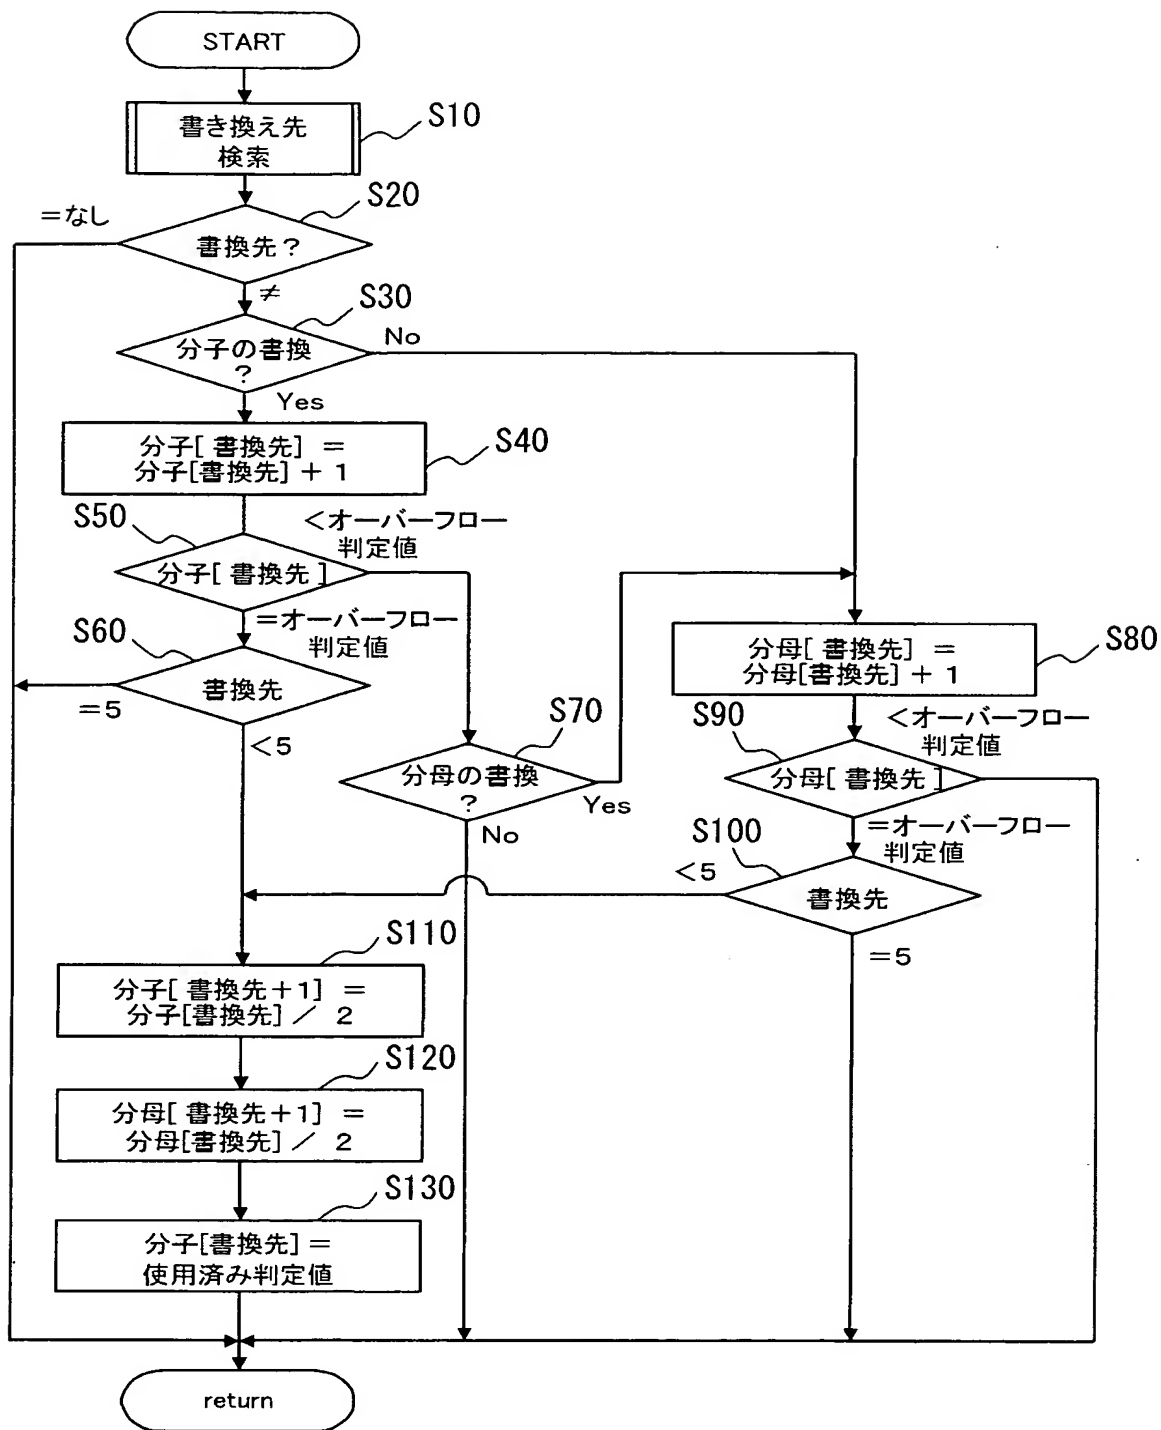 START
書き換え先
検索
S10
S20
=なし
書換先?
≠
S30
分子の書換
?
No
Yes
分子[書換先] =
分子[書換先]+1
S40
S50
<オーバーフロー
判定値
分子[書換先]
=オーバーフロー
判定値
S60
書換先
=5
<5
S70
分母の書換
?
Yes
No
分母[書換先] =
分母[書換先]+1
S80
S90
<オーバーフロー
判定値
分母[書換先]
=オーバーフロー
判定値
S100
<5
書換先
=5
S110
分子[書換先+1] =
分子[書換先]/ 2
S120
分母[書換先+1] =
分母[書換先]/ 2
S130
分子[書換先]=
使用済み判定値
return